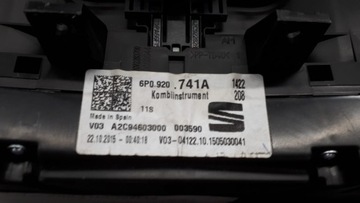 6P0.920 .741A 1422
Kombiinstrument 208
11S
Made in Spain
V03 A2C94603000 003590
22.10.2015 - 00:40:18 V03-04122.10.1505030041